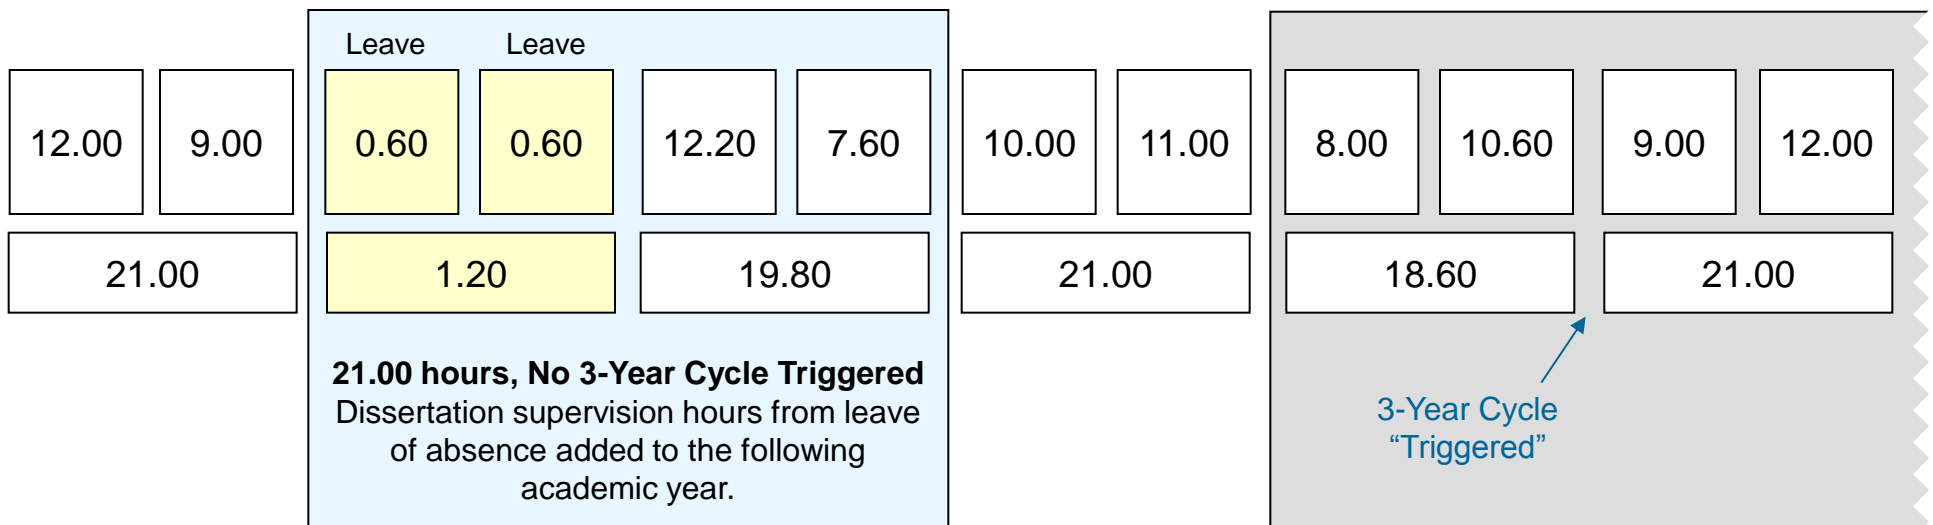 Leave Leave
12.00 9.00 0.60 0.60 12.20 7.60 10.00 11.00 8.00 10.60 9.00 12.00
21.00 1.20 19.80 21.00 18.60 21.00
21.00 hours, No 3-Year Cycle Triggered
Dissertation supervision hours from leave
of absence added to the following
academic year.
3-Year Cycle
“Triggered”